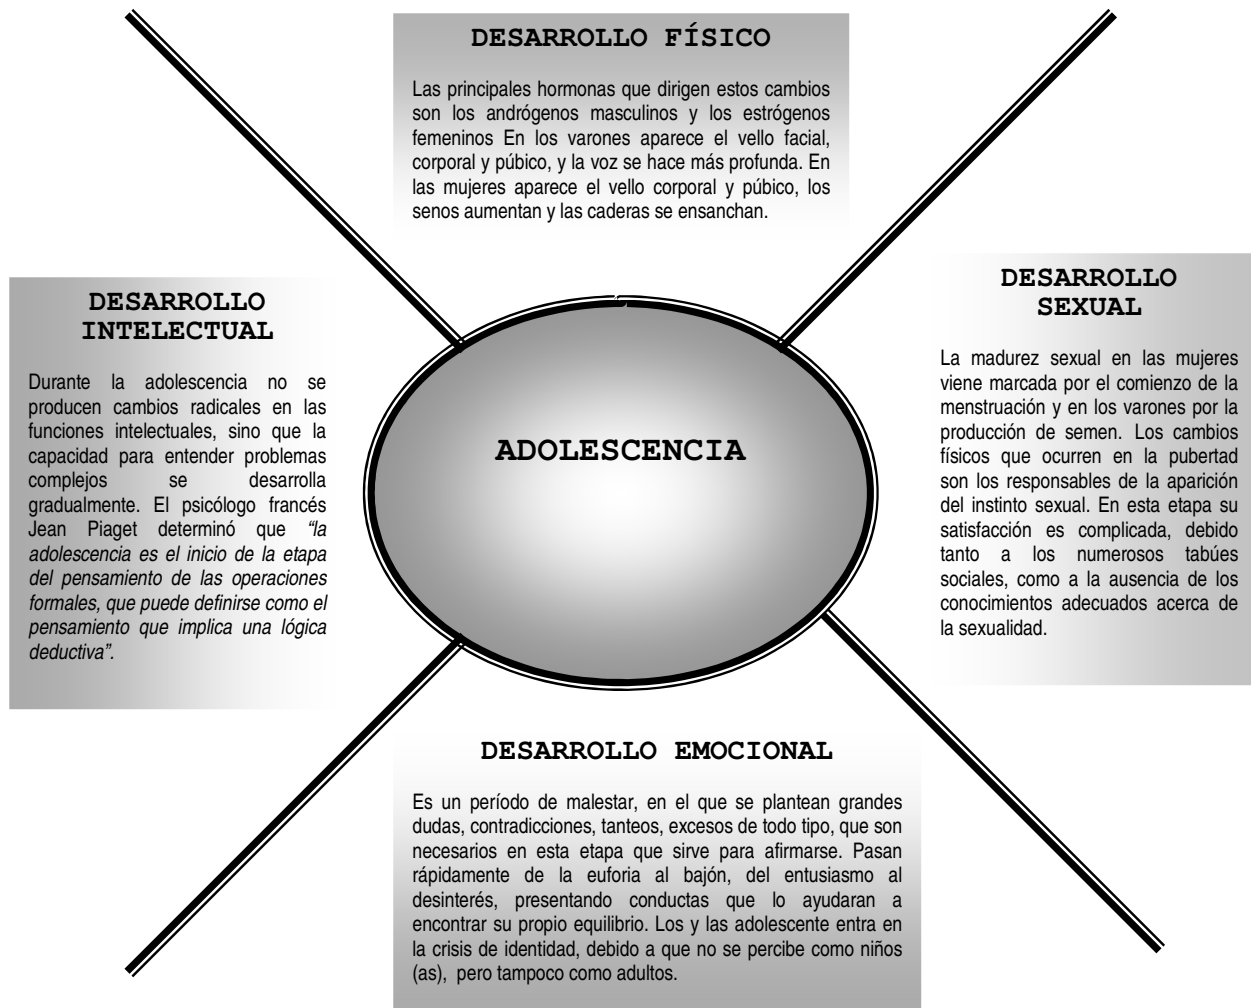 DESARROLLO FÍSICO
Las principales hormonas que dirigen estos cambios
son los andrógenos masculinos y los estrógenos
femeninos En los varones aparece el vello facial,
corporal y púbico, y la voz se hace más profunda. En
las mujeres aparece el vello corporal y púbico, los
senos aumentan y las caderas se ensanchan.
DESARROLLO
INTELECTUAL
Durante la adolescencia no se
producen cambios radicales en las
funciones intelectuales, sino que la
capacidad para entender problemas
complejos se desarrolla
gradualmente. El psicólogo francés
Jean Piaget determinó que “la
adolescencia es el inicio de la etapa
del pensamiento de las operaciones
formales, que puede definirse como el
pensamiento que implica una lógica
deductiva”.
ADOLESCENCIA
DESARROLLO
SEXUAL
La madurez sexual en las mujeres
viene marcada por el comienzo de la
menstruación y en los varones por la
producción de semen. Los cambios
físicos que ocurren en la pubertad
son los responsables de la aparición
del instinto sexual. En esta etapa su
satisfacción es complicada, debido
tanto a los numerosos tabúes
sociales, como a la ausencia de los
conocimientos adecuados acerca de
la sexualidad.
DESARROLLO EMOCIONAL
Es un período de malestar, en el que se plantean grandes
dudas, contradicciones, tanteos, excesos de todo tipo, que son
necesarios en esta etapa que sirve para afirmarse. Pasan
rápidamente de la euforia al bajón, del entusiasmo al
desinterés, presentando conductas que lo ayudaran a
encontrar su propio equilibrio. Los y las adolescente entra en
la crisis de identidad, debido a que no se percibe como niños
(as), pero tampoco como adultos.